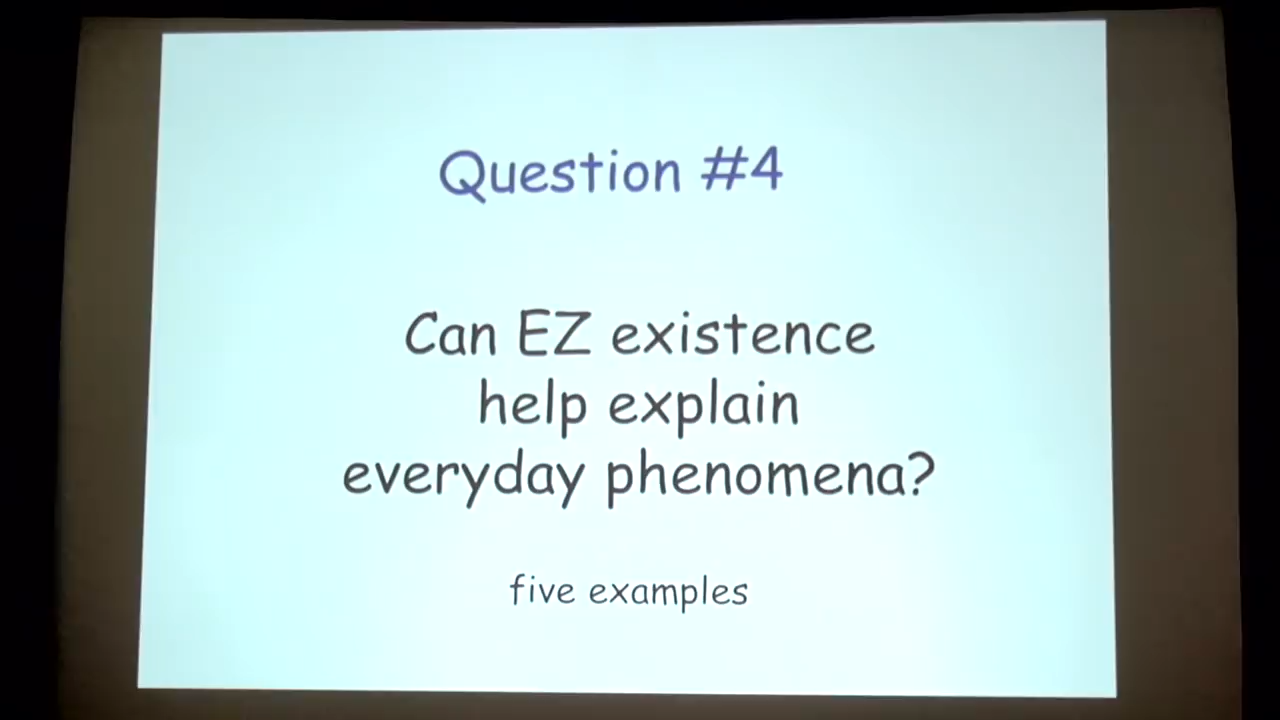 Question #4
Can EZ existence
help explain
everyday phenomena?
five examples